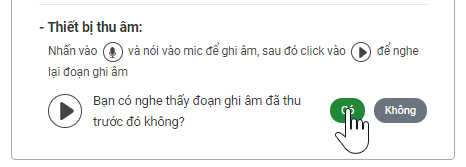 - Thiết bị thu âm:
Nhấn vào và nói vào mic để ghi âm, sau đó click vào để nghe
lại đoạn ghi âm
Bạn có nghe thấy đoạn ghi âm đã thu
trước đó không?
Có Không